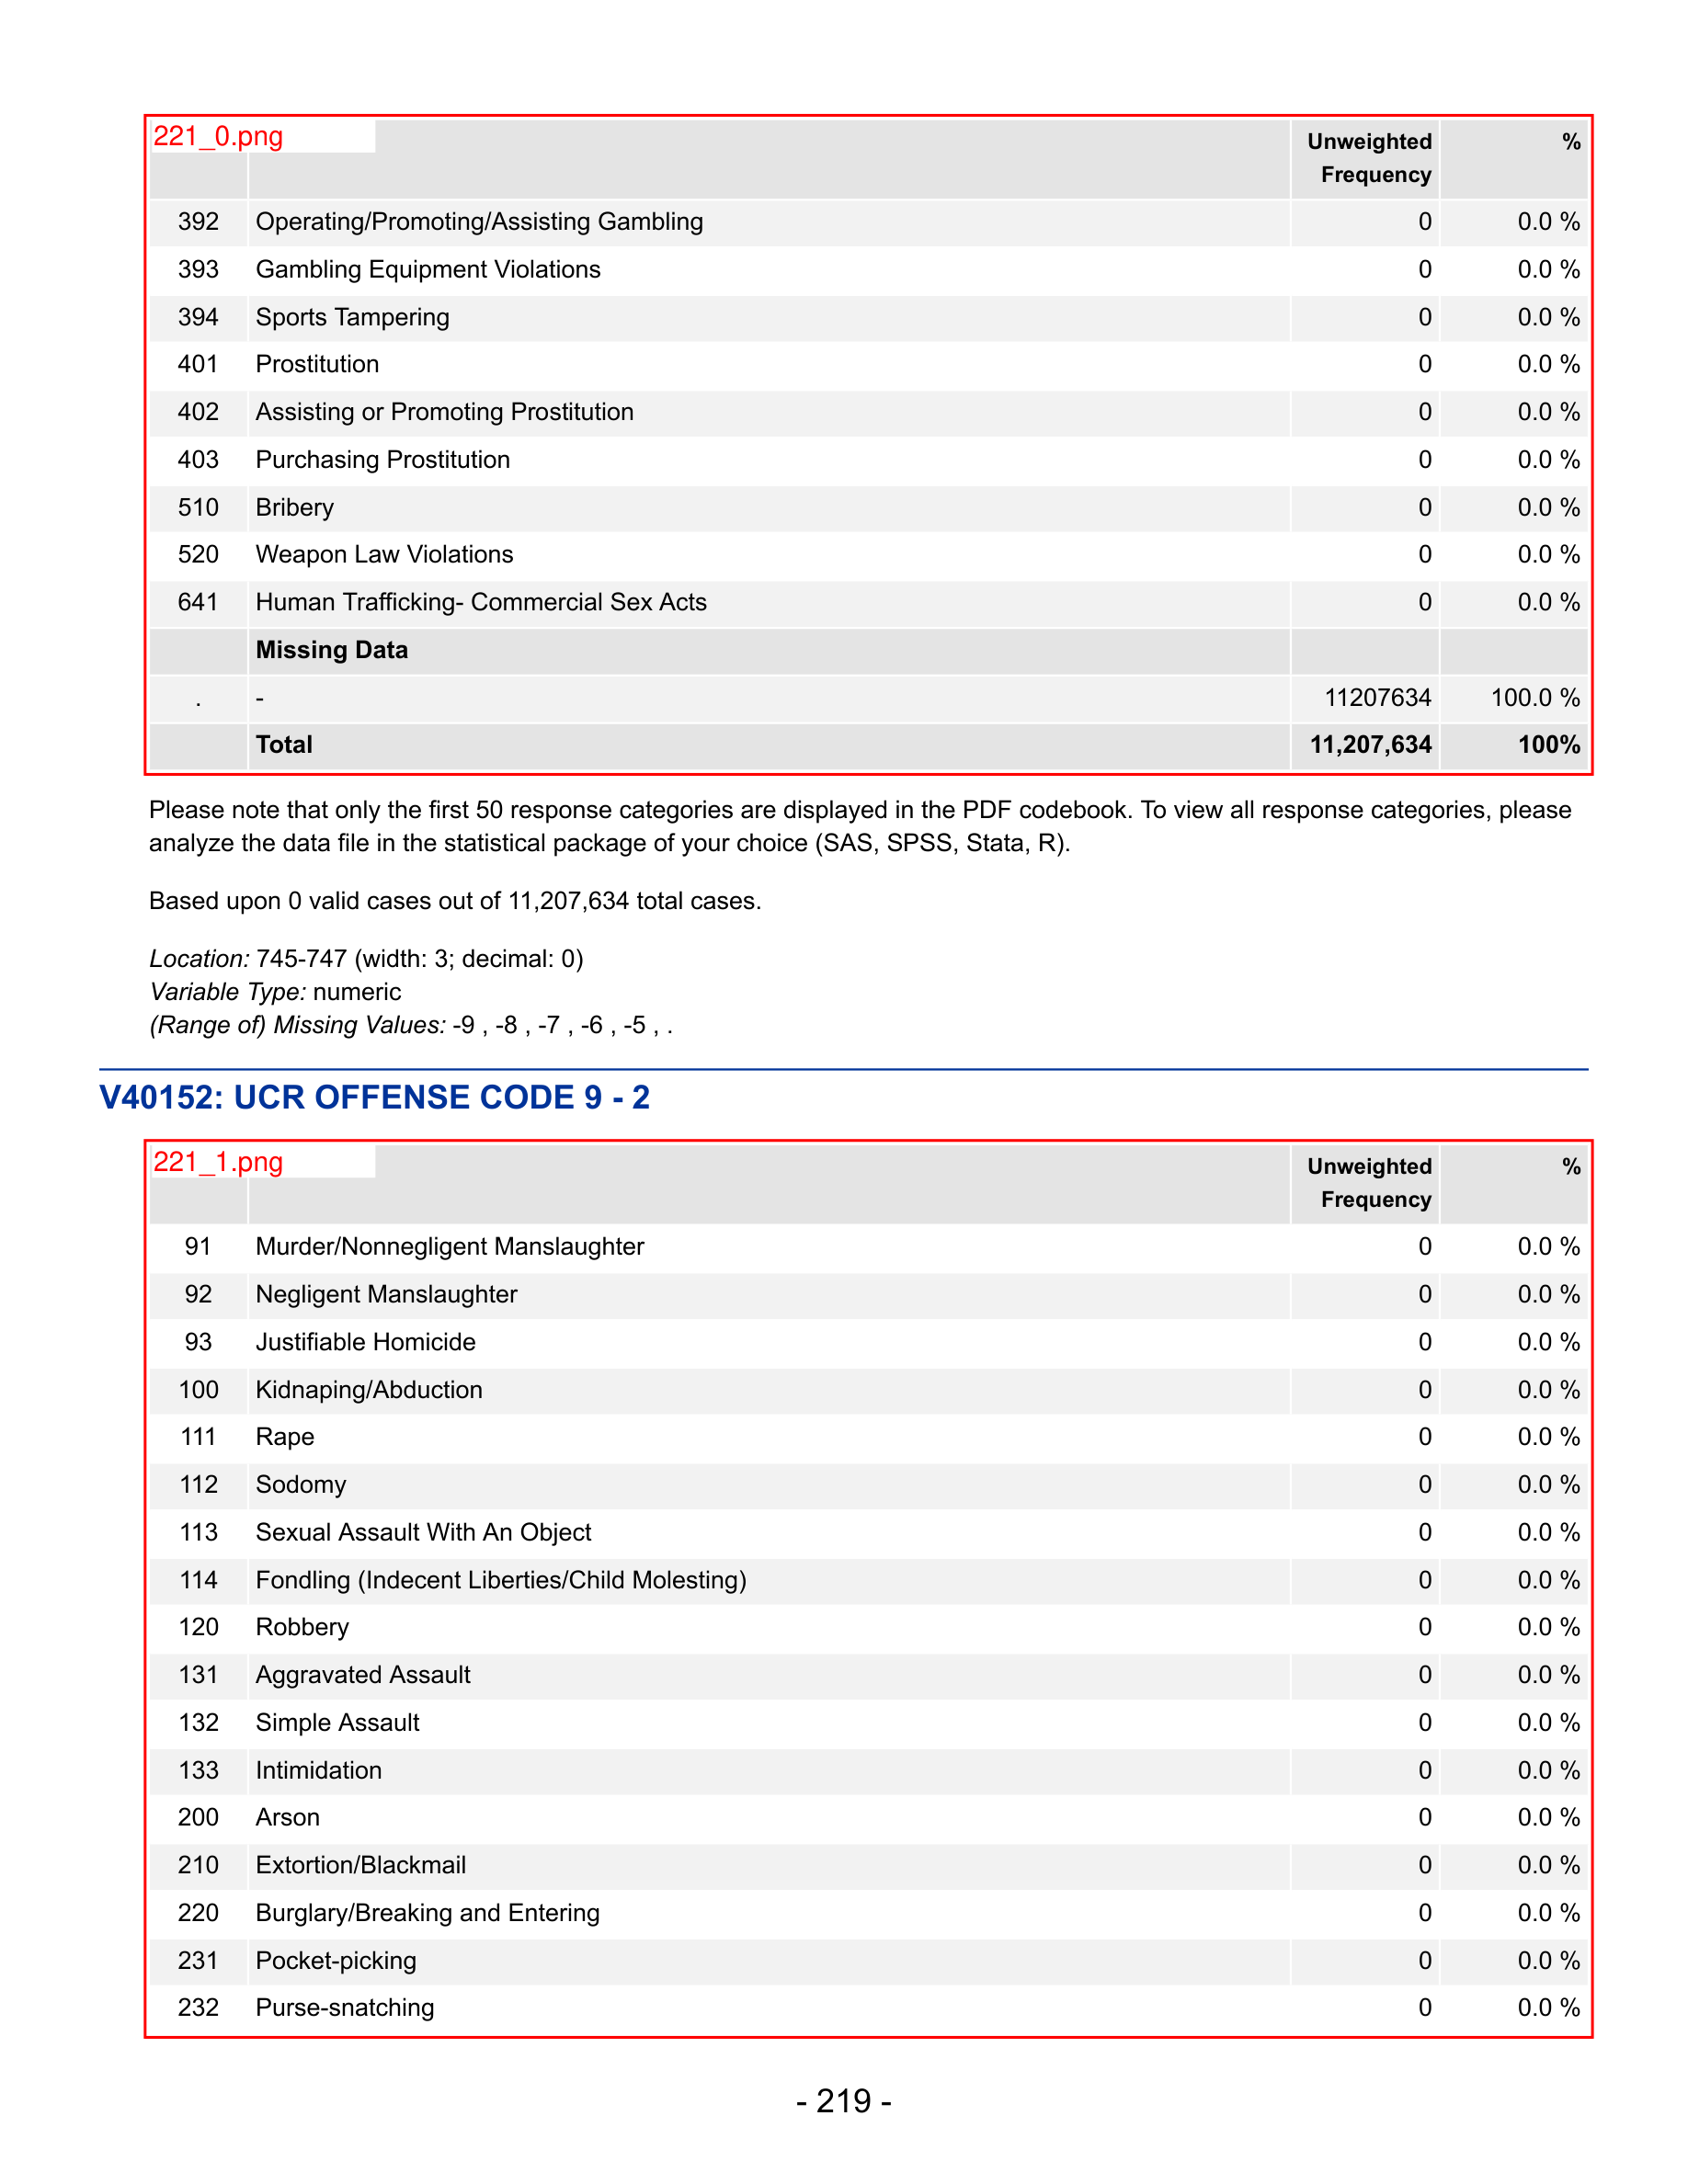 221_0.png
Unweighted Frequency %
392 Operating/Promoting/Assisting Gambling 0 0.0 %
393 Gambling Equipment Violations 0 0.0 %
394 Sports Tampering 0 0.0 %
401 Prostitution 0 0.0 %
402 Assisting or Promoting Prostitution 0 0.0 %
403 Purchasing Prostitution 0 0.0 %
510 Bribery 0 0.0 %
520 Weapon Law Violations 0 0.0 %
641 Human Trafficking- Commercial Sex Acts 0 0.0 %
Missing Data
. - 11207634 100.0 %
Total 11,207,634 100%
Please note that only the first 50 response categories are displayed in the PDF codebook. To view all response categories, please
analyze the data file in the statistical package of your choice (SAS, SPSS, Stata, R).
Based upon 0 valid cases out of 11,207,634 total cases.
Location: 745-747 (width: 3; decimal: 0)
Variable Type: numeric
(Range of) Missing Values: -9 , -8 , -7 , -6 , -5 , .
V40152: UCR OFFENSE CODE 9 - 2
221_1.png
Unweighted Frequency %
91 Murder/Nonnegligent Manslaughter 0 0.0 %
92 Negligent Manslaughter 0 0.0 %
93 Justifiable Homicide 0 0.0 %
100 Kidnaping/Abduction 0 0.0 %
111 Rape 0 0.0 %
112 Sodomy 0 0.0 %
113 Sexual Assault With An Object 0 0.0 %
114 Fondling (Indecent Liberties/Child Molesting) 0 0.0 %
120 Robbery 0 0.0 %
131 Aggravated Assault 0 0.0 %
132 Simple Assault 0 0.0 %
133 Intimidation 0 0.0 %
200 Arson 0 0.0 %
210 Extortion/Blackmail 0 0.0 %
220 Burglary/Breaking and Entering 0 0.0 %
231 Pocket-picking 0 0.0 %
232 Purse-snatching 0 0.0 %
- 219 -